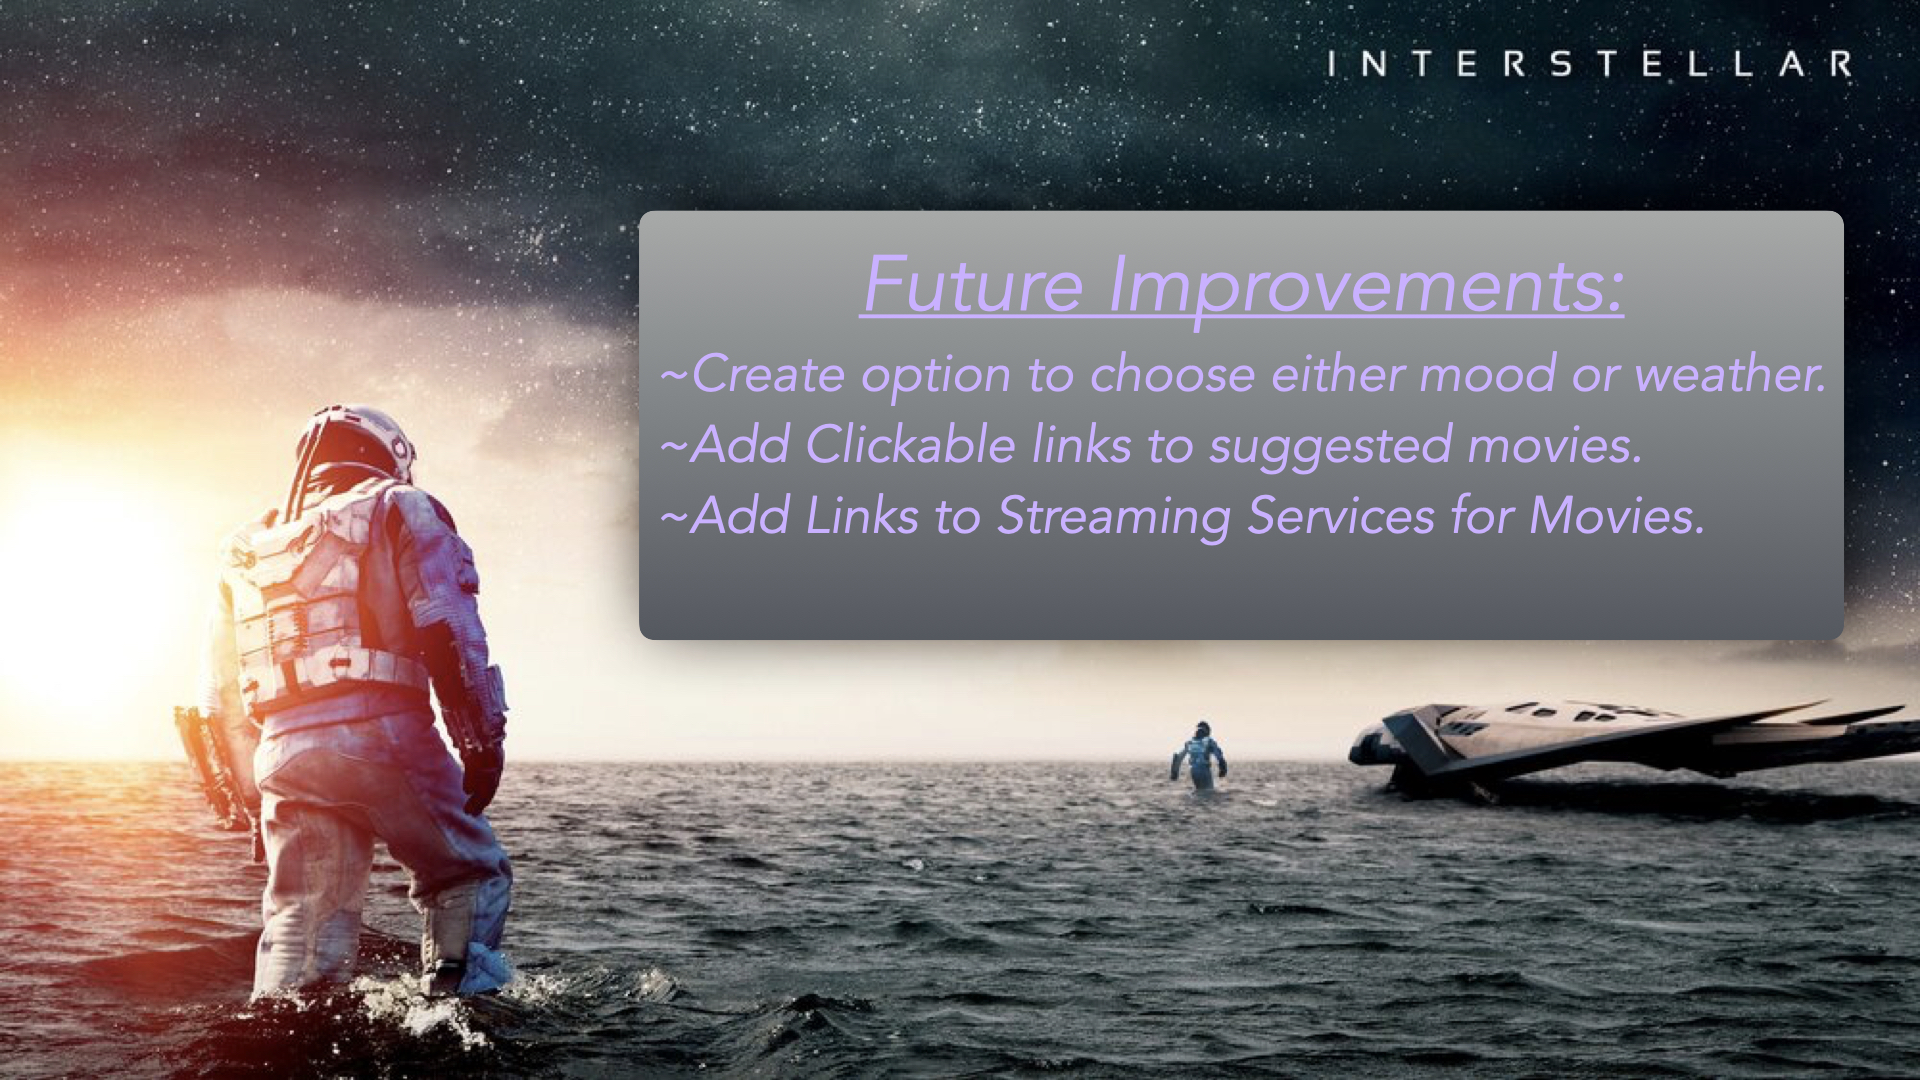 INTERSTELLAR
Future Improvements:
~Create option to choose either mood or weather.
~Add Clickable links to suggested movies.
~Add Links to Streaming Services for Movies.